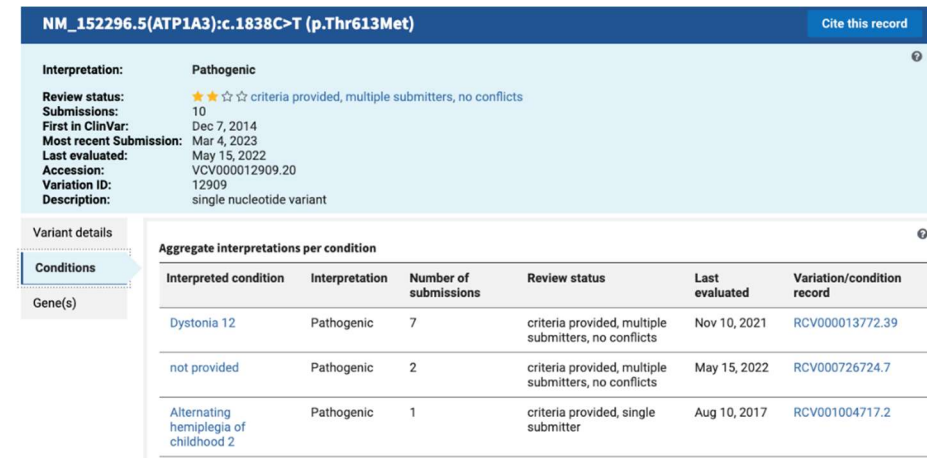 NM_152296.5(ATP1A3):c.1838C>T (p.Thr613Met)
Cite this record
Interpretation: Pathogenic
Review status: ★★☆☆ criteria provided, multiple submitters, no conflicts
Submissions: 10
First in ClinVar: Dec 7, 2014
Most recent Submission: Mar 4, 2023
Last evaluated: May 15, 2022
Accession: VCV000012909.20
Variation ID: 12909
Description: single nucleotide variant
Variant details
Conditions
Gene(s)
Aggregate interpretations per condition
Interpreted condition Interpretation Number of submissions Review status Last evaluated Variation/condition record
Dystonia 12 Pathogenic 7 criteria provided, multiple submitters, no conflicts Nov 10, 2021 RCV000013772.39
not provided Pathogenic 2 criteria provided, multiple submitters, no conflicts May 15, 2022 RCV000726724.7
Alternating hemiplegia of childhood 2 Pathogenic 1 criteria provided, single submitter Aug 10, 2017 RCV001004717.2